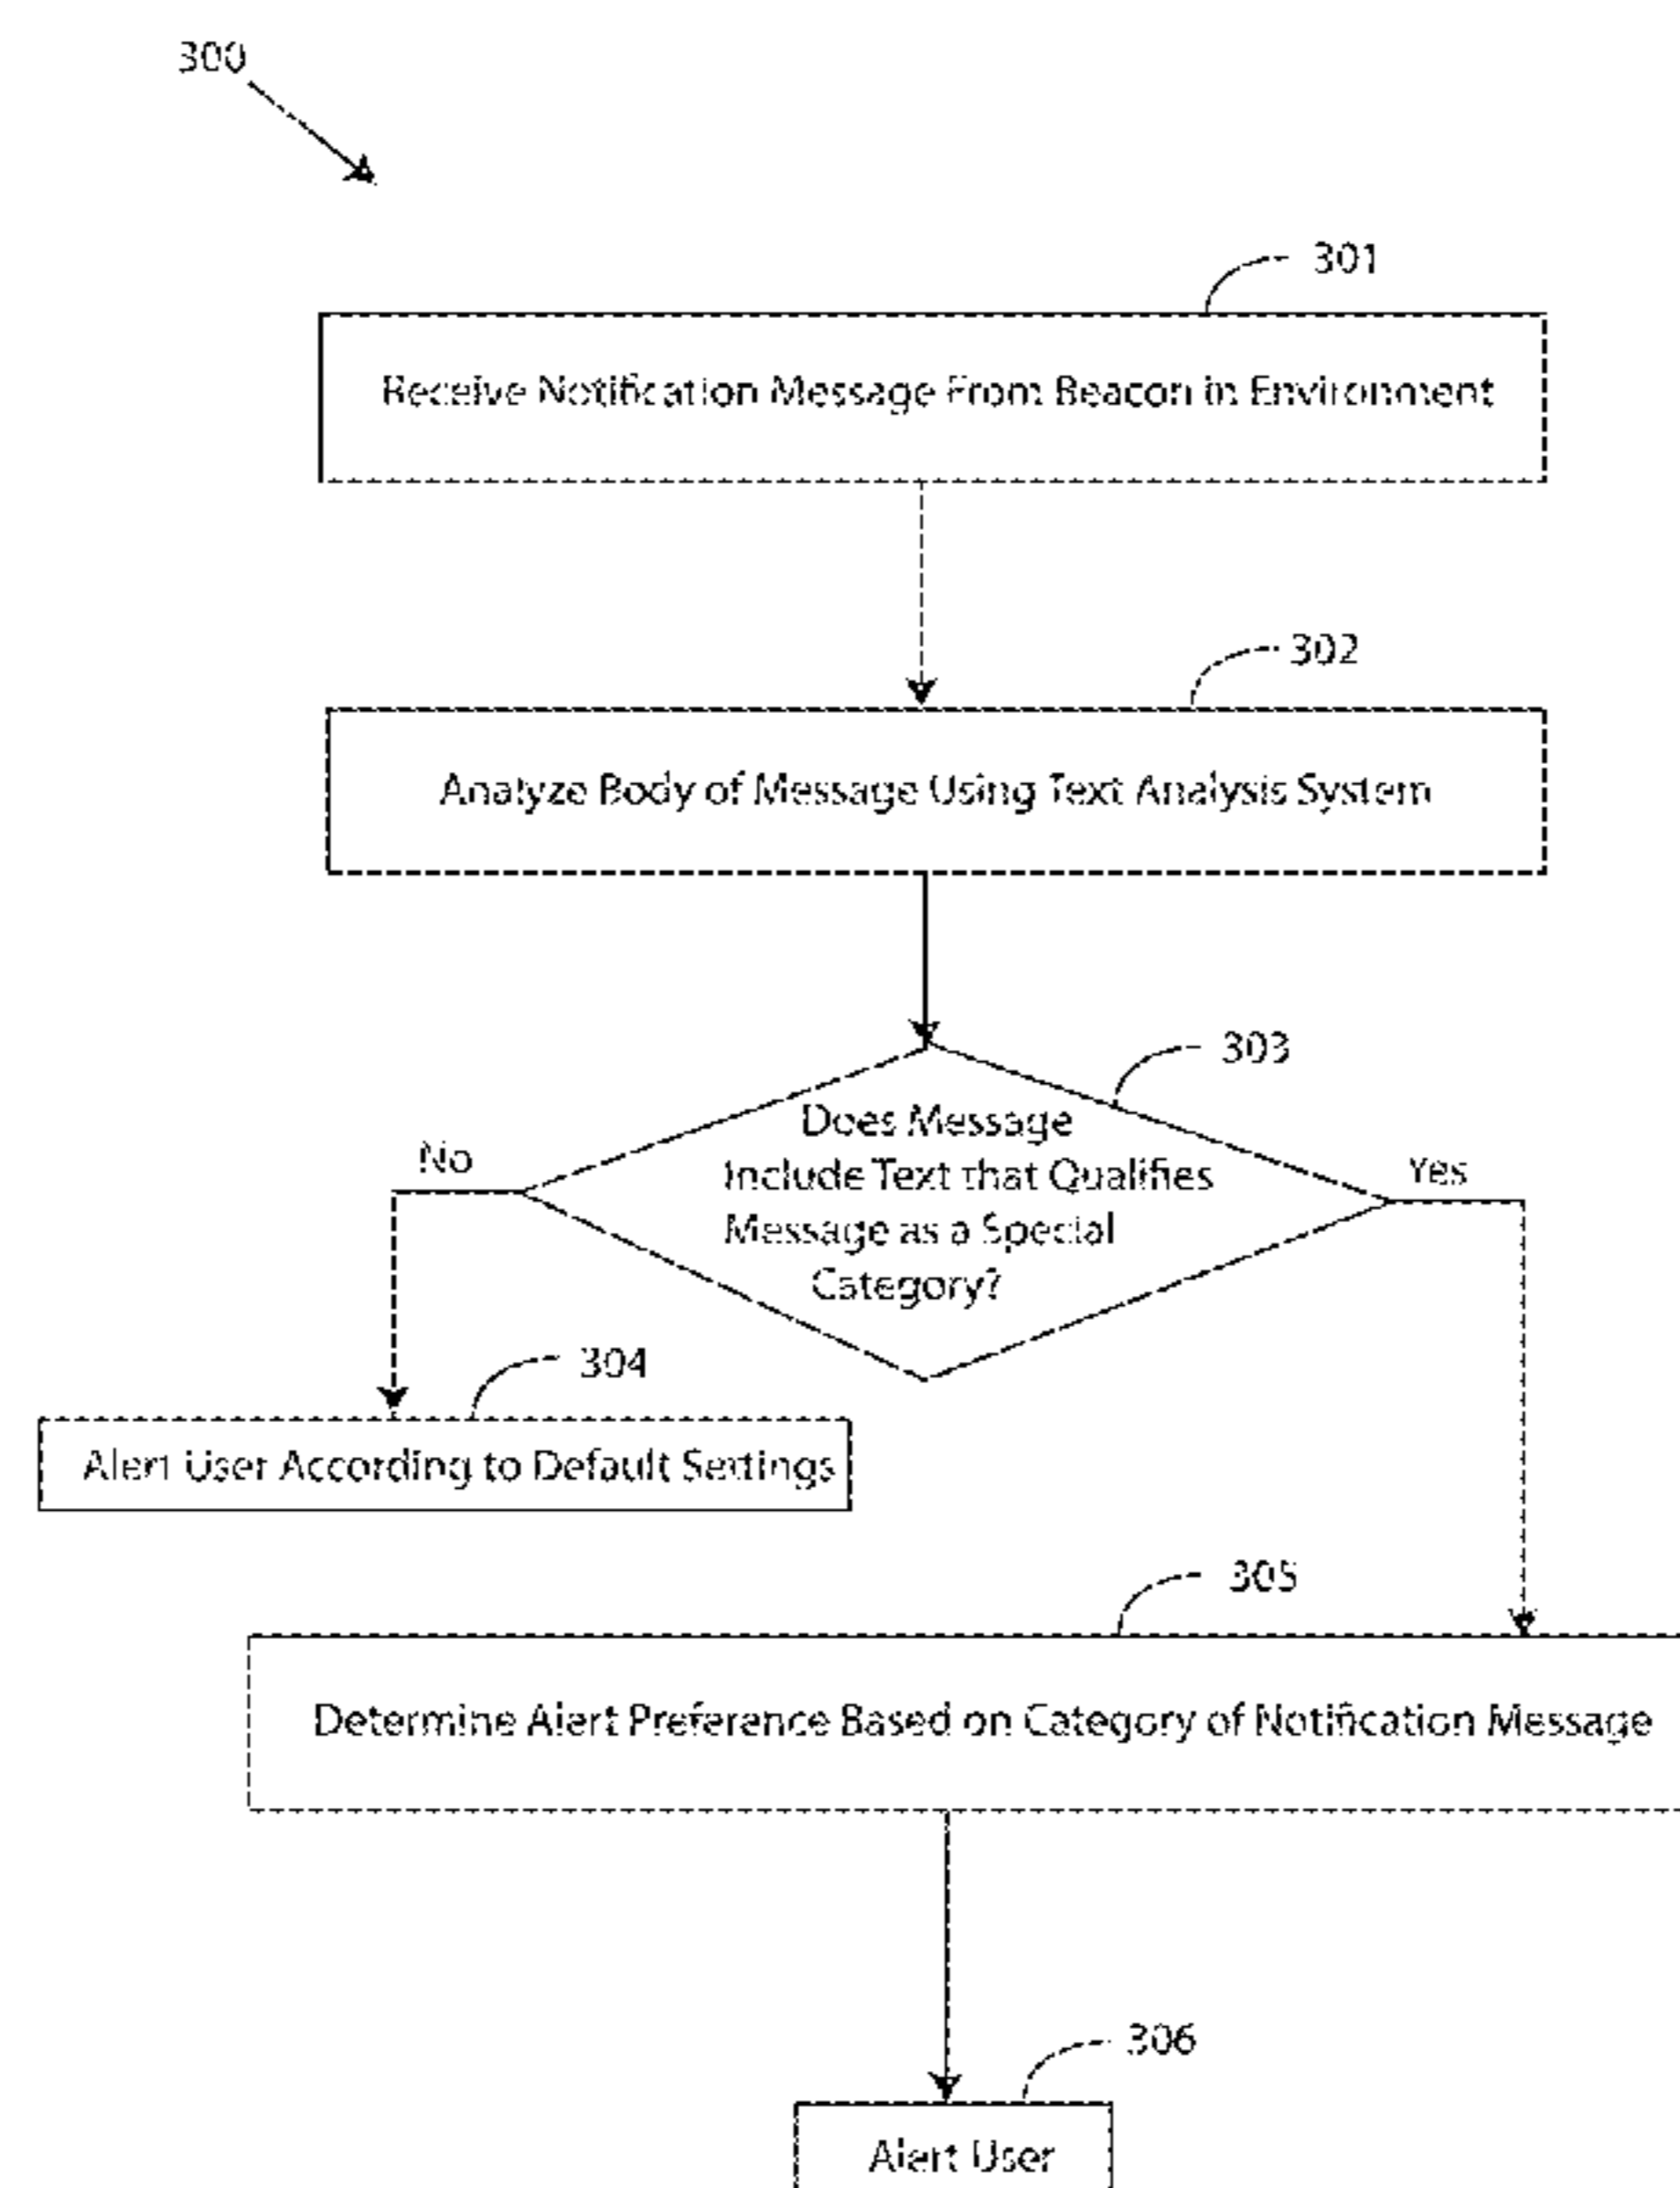 300
301
Receive Notification Message From Beacon in Environment
302
Analyze Body of Message Using Text Analysis System
303
Does Message
Include Text that Qualifies
Message as a Special
Category?
No
Yes
304
Alert User According to Default Settings
305
Determine Alert Preference Based on Category of Notification Message
306
Alert User